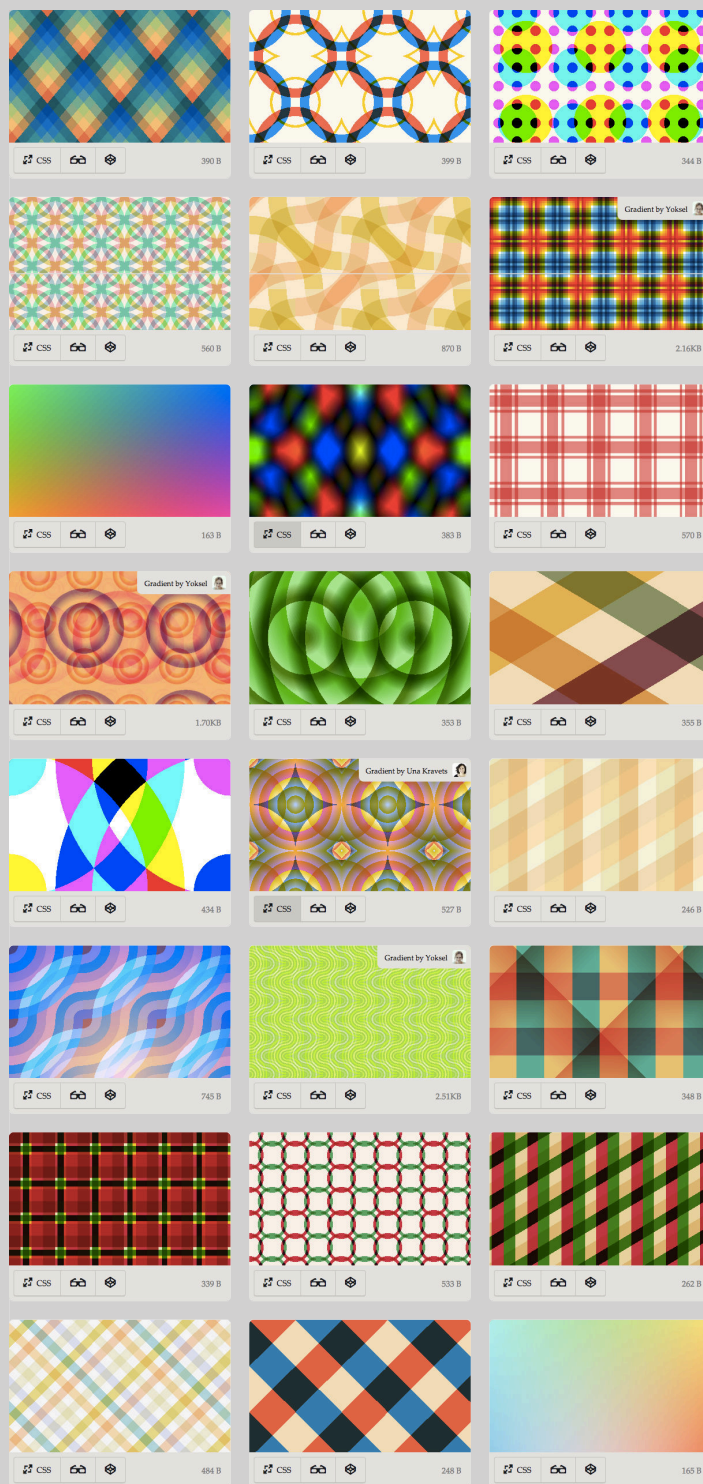 CSS 390 B
CSS 399 B
CSS 344 B
Gradient by Yoksel
CSS 560 B
CSS 870 B
CSS 2.16KB
CSS 163 B
CSS 383 B
CSS 570 B
Gradient by Yoksel
CSS 1.70KB
CSS 353 B
CSS 355 B
Gradient by Una Kravets
CSS 434 B
CSS 527 B
CSS 246 B
Gradient by Yoksel
CSS 745 B
CSS 2.51KB
CSS 348 B
CSS 339 B
CSS 533 B
CSS 262 B
CSS 484 B
CSS 248 B
CSS 165 B